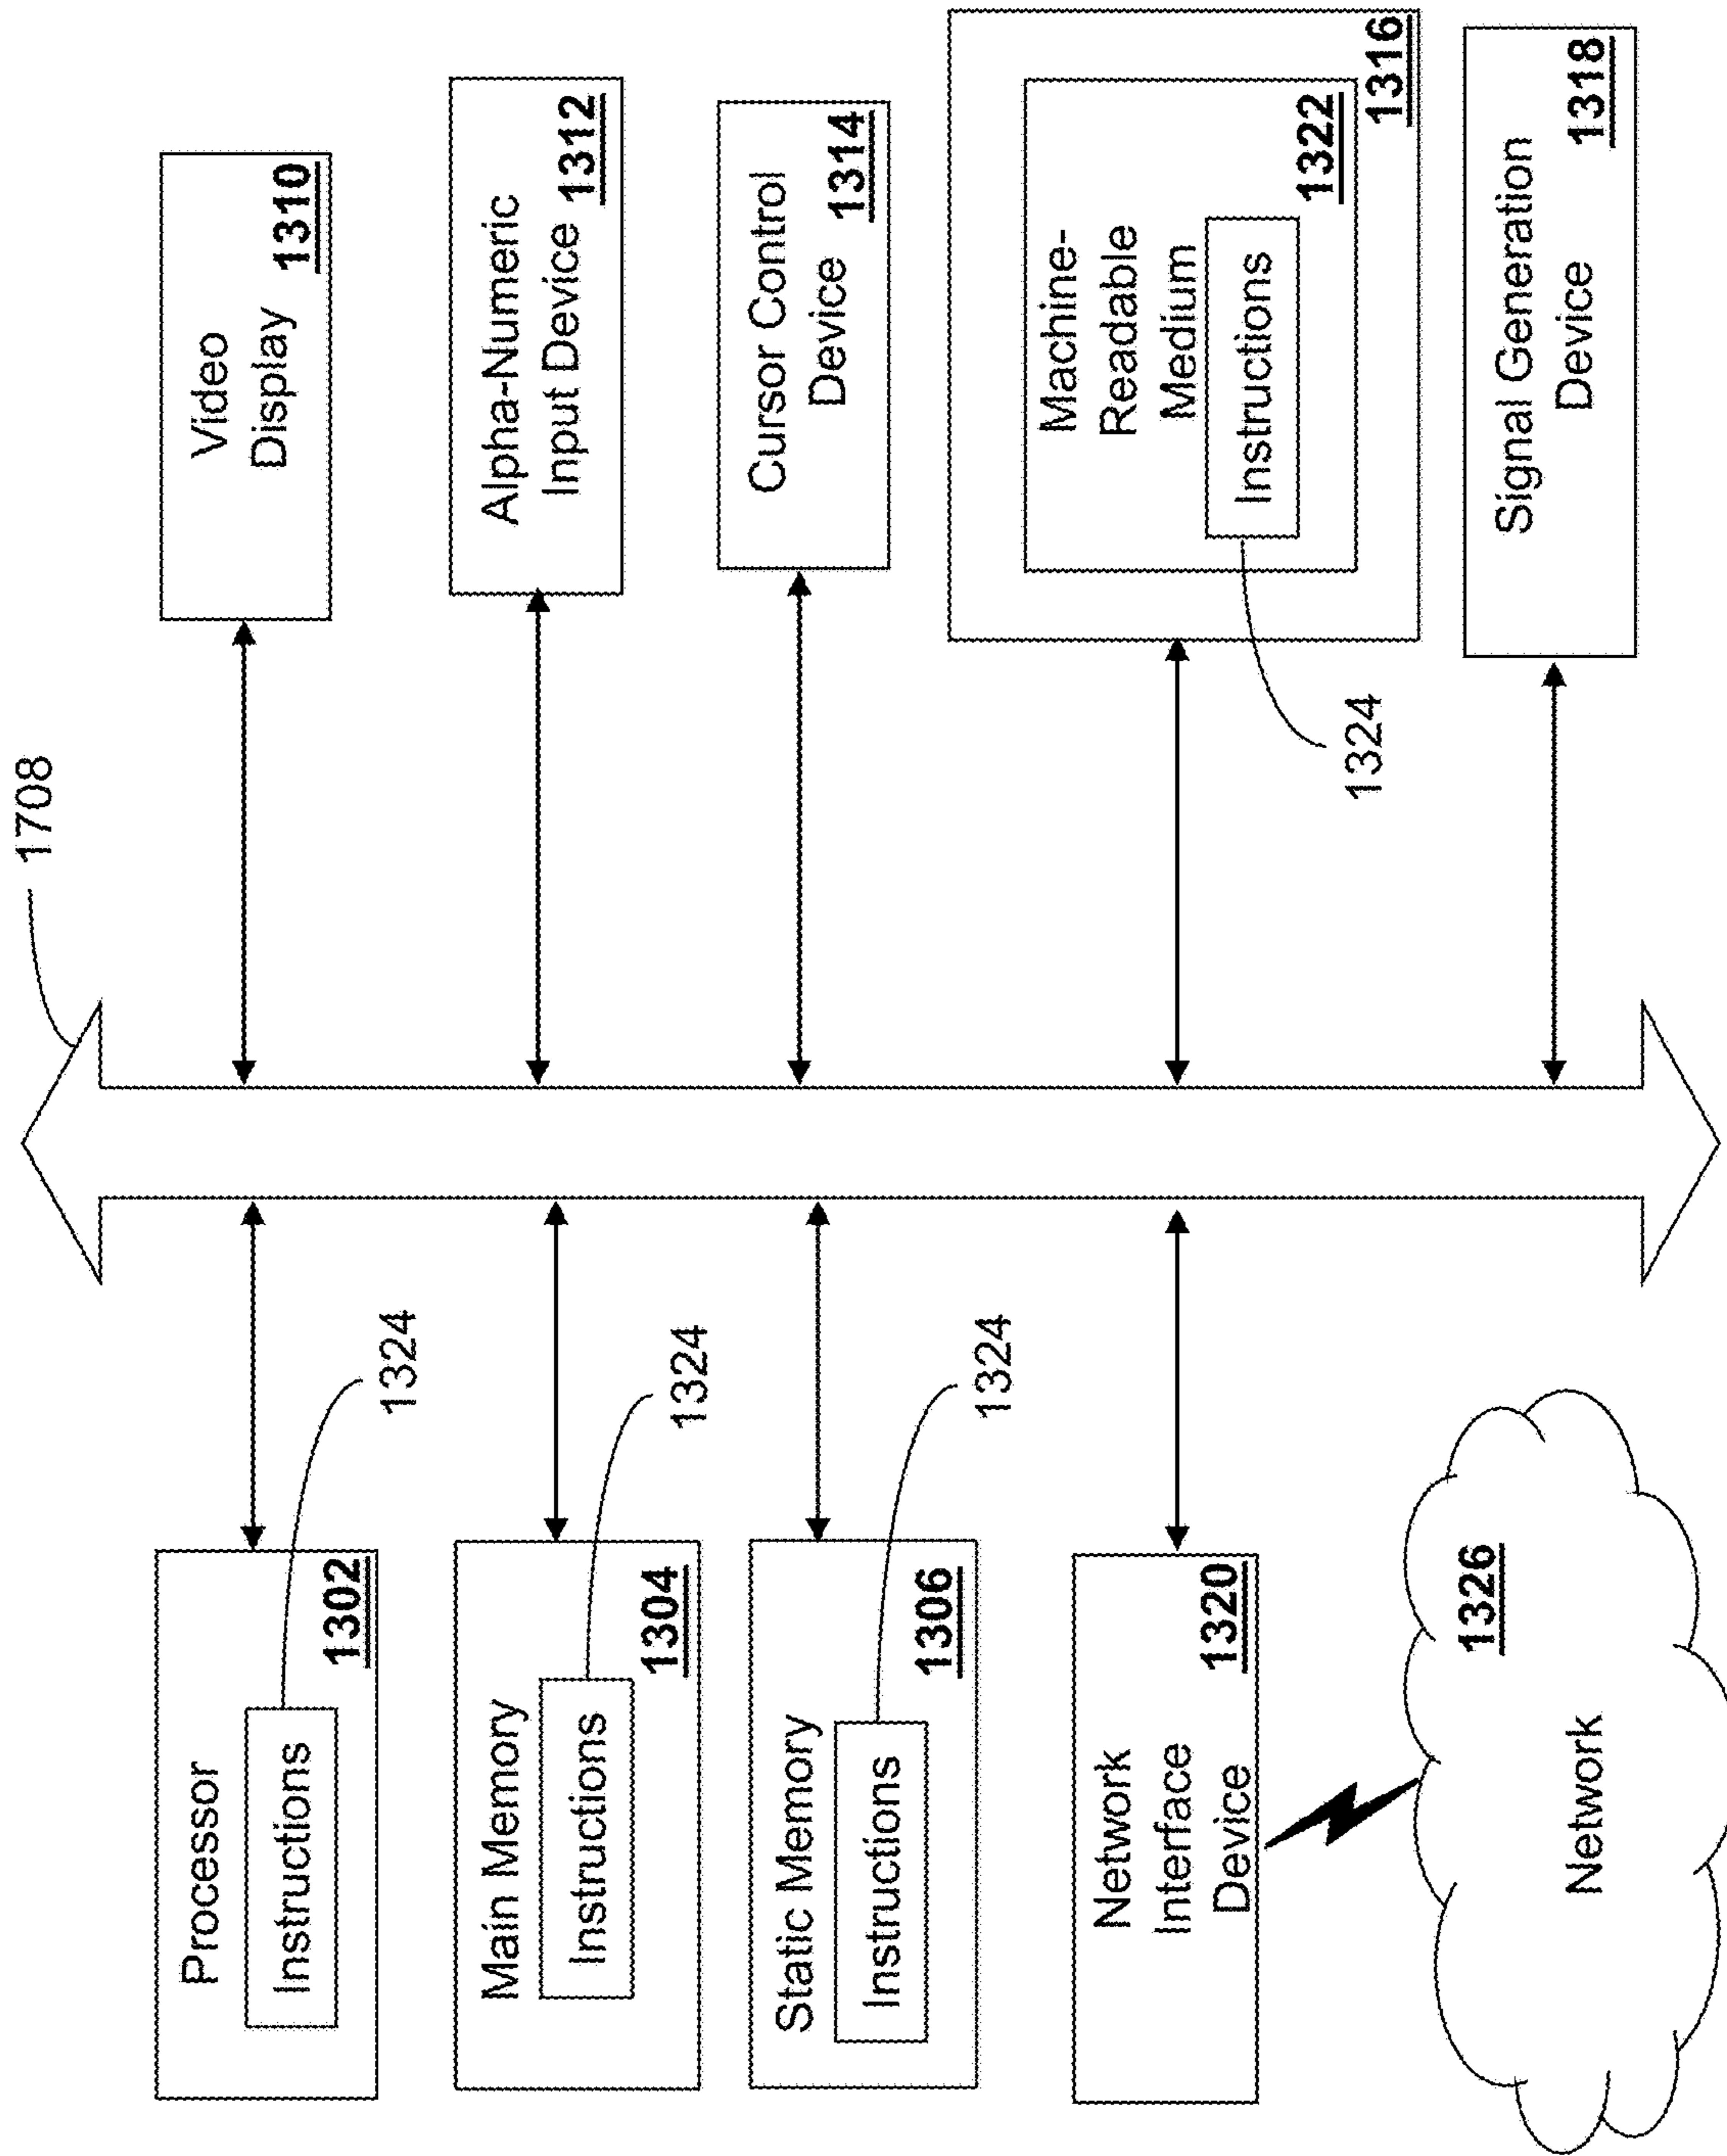 1708
Processor
Instructions
1302
1324
Main Memory
Instructions
1304
1324
Static Memory
Instructions
1306
1324
Network
Interface
Device
1320
1326
Network
Video
Display
1310
Alpha-Numeric
Input Device
1312
Cursor Control
Device
1314
Machine-
Readable
Medium
Instructions
1322
1316
1324
Signal Generation
Device
1318